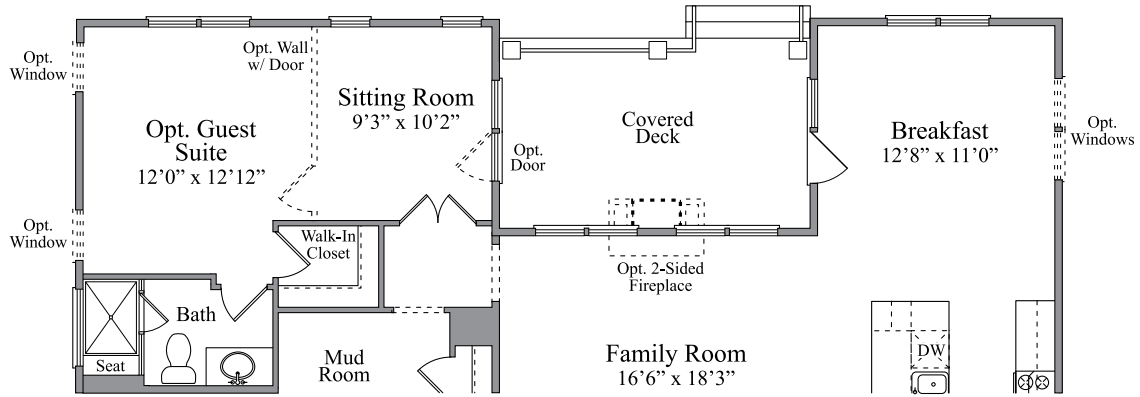 Opt.
Window
Opt. Wall
w/ Door
Opt. Guest
Suite
12'0” x 12'12”
Sitting Room
9'3” x 10'2”
Opt.
Door
Covered
Deck
Breakfast
12'8” x 11'0”
Opt.
Windows
Opt.
Window
Walk-In
Closet
Opt. 2-Sided
Fireplace
Bath
Seat
Mud
Room
Family Room
16'6” x 18'3”
DW